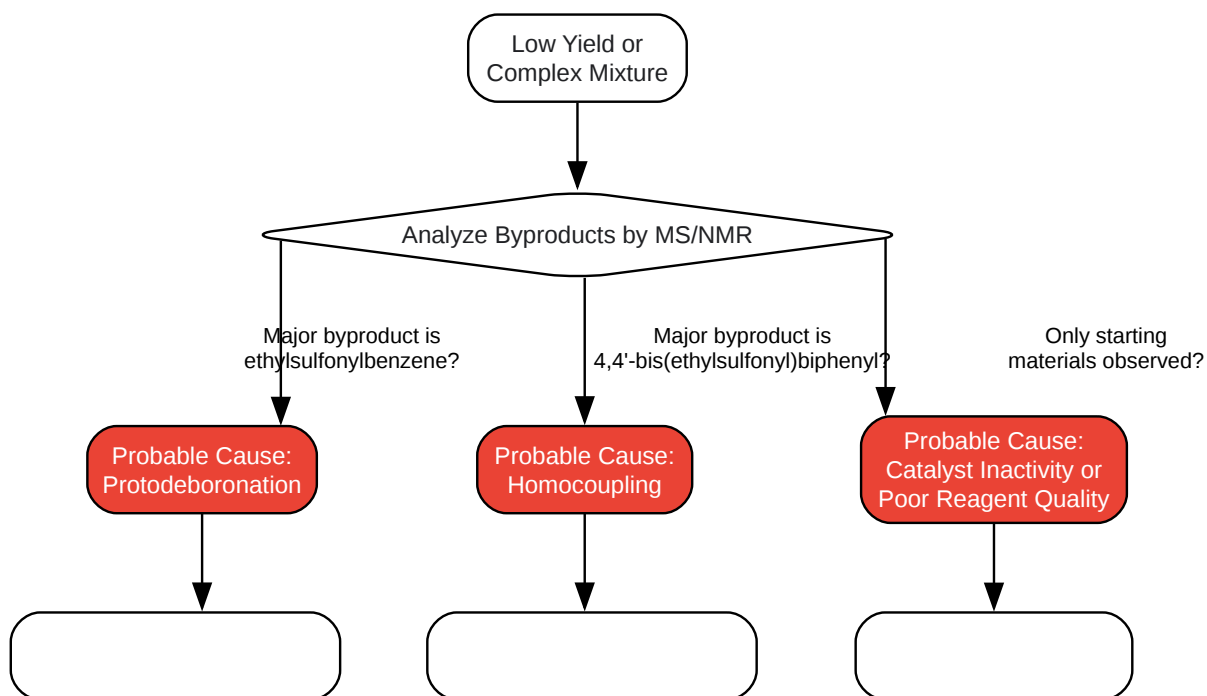 Low Yield or
Complex Mixture
Analyze Byproducts by MS/NMR
Major byproduct is
ethylsulfonylbenzene?
Major byproduct is
4,4'-bis(ethylsulfonyl)biphenyl?
Only starting
materials observed?
Probable Cause:
Protodeboronation
Probable Cause:
Homocoupling
Probable Cause:
Catalyst Inactivity or
Poor Reagent Quality